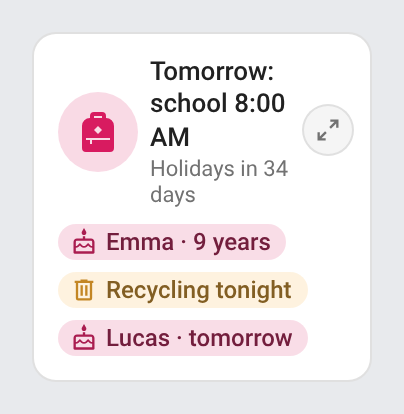 Tomorrow:
school 8:00
AM
Holidays in 34
days
Emma · 9 years
Recycling tonight
Lucas · tomorrow